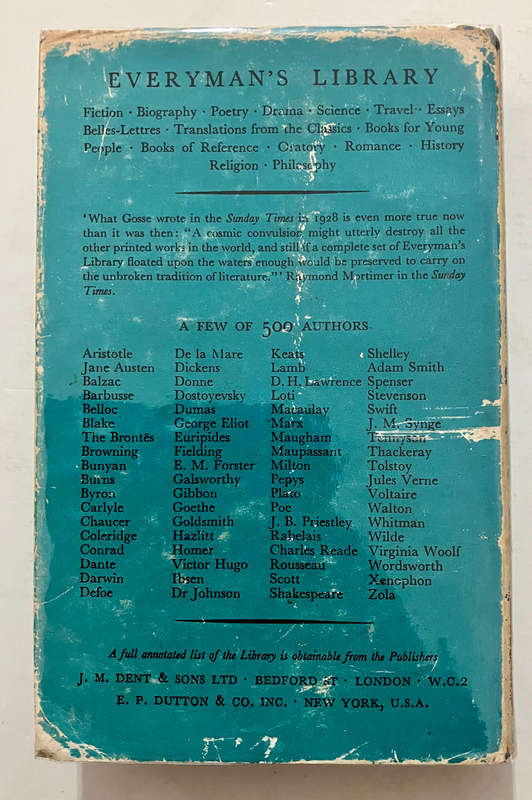 EVERYMAN'S LIBRARY
Fiction · Biography · Poetry · Drama · Science · Travel · Essays
Belles-Lettres · Translations from the Classics · Books for Young
People · Books of Reference · Oratory · Romance · History
Religion · Philosophy
'What Gosse wrote in the Sunday Times in 1928 is even more true now
than it was then: "A cosmic convulsion might utterly destroy all the
other printed works in the world, and still if a complete set of Everyman's
Library floated upon the waters enough would be preserved to carry on
the unbroken tradition of literature."' Raymond Mortimer in the Sunday
Times.
A FEW OF 500 AUTHORS
Aristotle De la Mare Keats Shelley
Jane Austen Dickens Lamb Adam Smith
Balzac Donne D. H. Lawrence Spenser
Barbusse Dostoyevsky Loti Stevenson
Belloc Dumas Macaulay Swift
Blake George Eliot Marx J. M. Synge
The Brontës Euripides Maugham Tennyson
Browning Fielding Maupassant Thackeray
Bunyan E. M. Forster Milton Tolstoy
Burns Galsworthy Pepys Jules Verne
Byron Gibbon Plato Voltaire
Carlyle Goethe Poe Walton
Chaucer Goldsmith J. B. Priestley Whitman
Coleridge Hazlitt Rabelais Wilde
Conrad Homer Charles Reade Virginia Woolf
Dante Victor Hugo Rousseau Wordsworth
Darwin Ibsen Scott Xenophon
Defoe Dr Johnson Shakespeare Zola
A full annotated list of the Library is obtainable from the Publishers
J. M. DENT & SONS LTD · BEDFORD ST · LONDON · W.C.2
E. P. DUTTON & CO. INC. · NEW YORK, U.S.A.